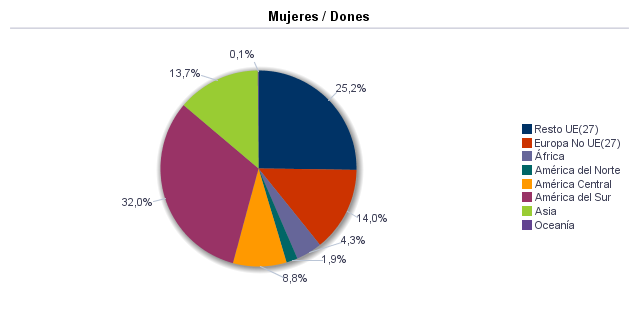 Mujeres / Dones
0,1%
13,7%
25,2%
32,0%
14,0%
4,3%
1,9%
8,8%
Resto UE(27)
Europa No UE(27)
África
América del Norte
América Central
América del Sur
Asia
Oceanía